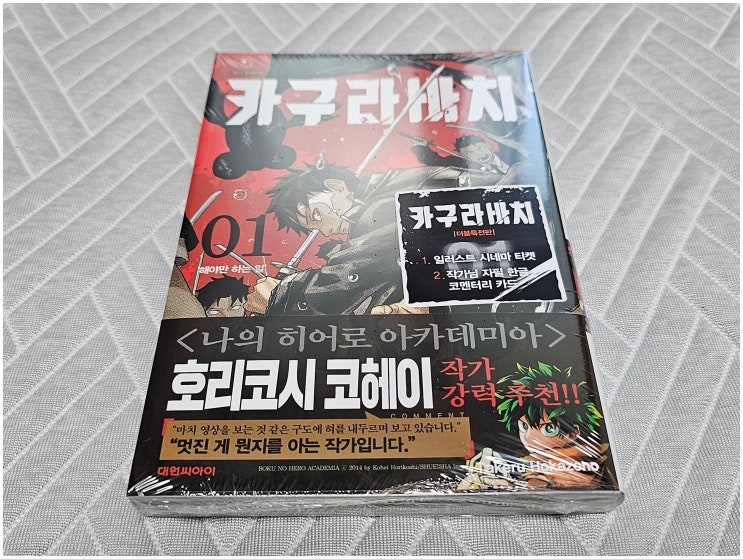 카구라바치
01
해야만 하는 일
카구라바치
|더블특전판|
1. 일러스트 시네마 티켓
2. 작가님 자필 한글
코멘터리 카드
<나의 히어로 아카데미아>
호리코시 코헤이
작가
강력 추천!!
COMMENT
"마치 영상을 보는 것 같은 구도에 혀를 내두르며 보고 있습니다."
"멋진 게 뭔지를 아는 작가입니다."
대원씨아이
BOKU NO HERO ACADEMIA © 2014 by Kohei Horikoshi/SHUEISHA Inc.
Takeru Hokazono